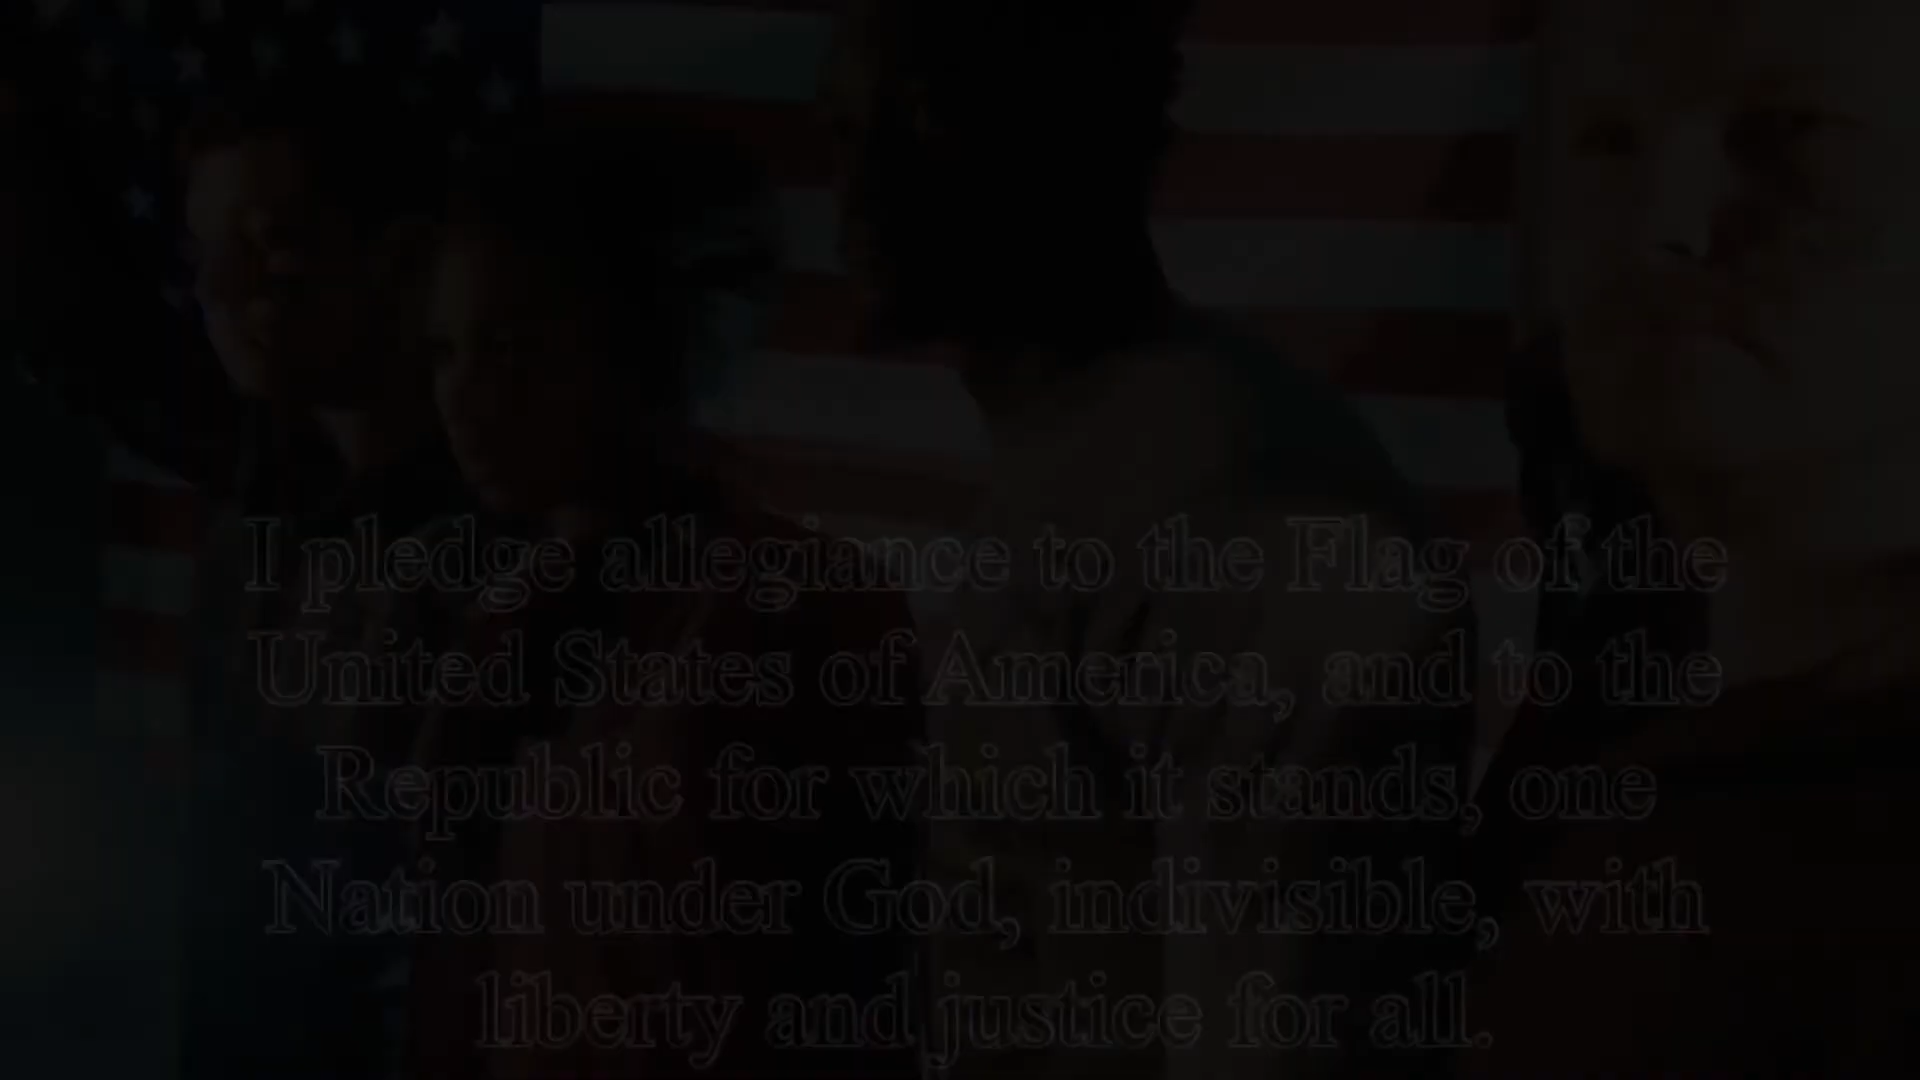 I pledge allegiance to the Flag of the
United States of America, and to the
Republic for which it stands, one
Nation under God, indivisible, with
liberty and justice for all.